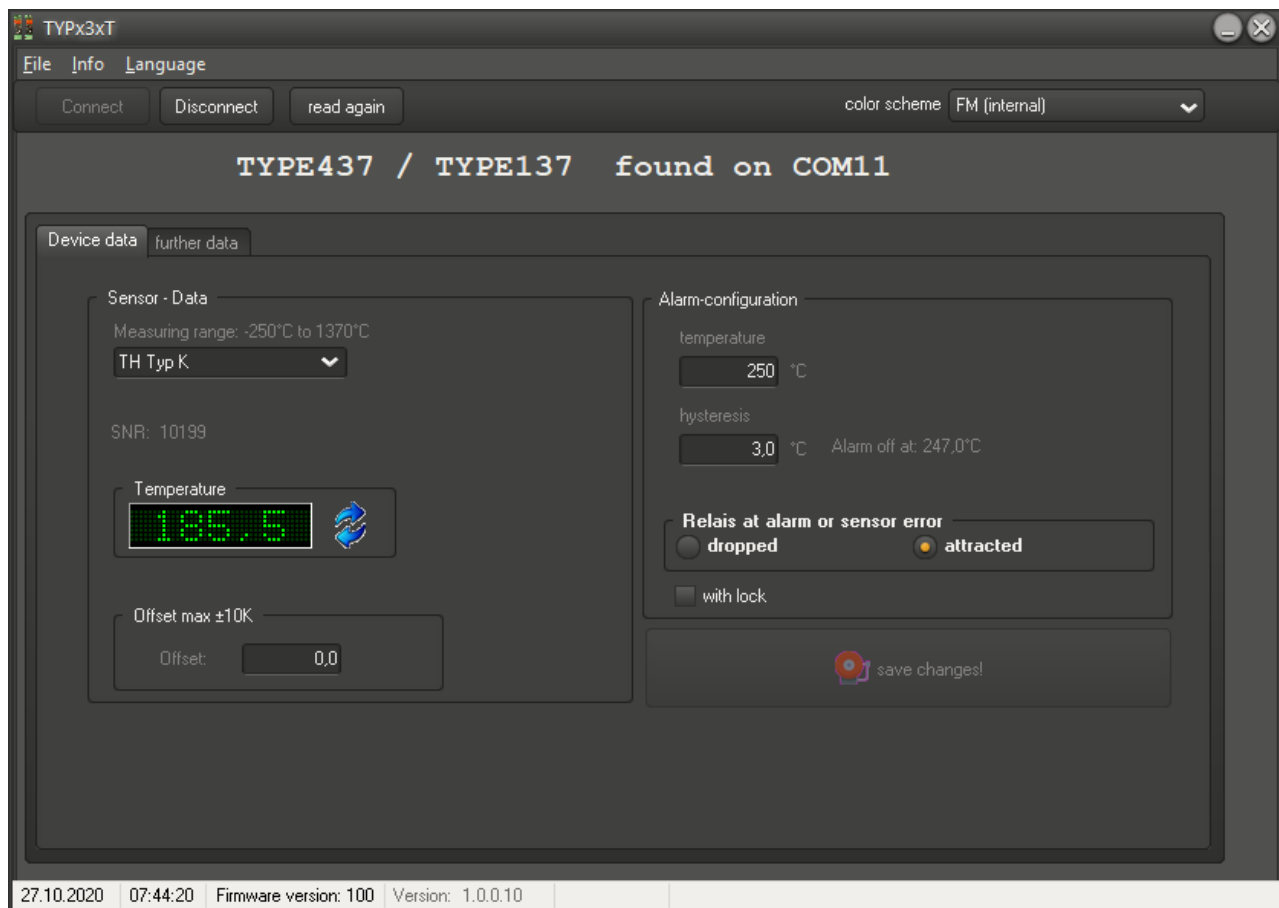 TYPx3xT
File Info Language
Connect Disconnect read again color scheme FM (internal)
TYPE437 / TYPE137 found on COM11
Device data further data
Sensor - Data
Measuring range: -250°C to 1370°C
TH Typ K
SNR: 10199
Temperature
185,5
Offset max ±10K
Offset: 0,0
Alarm-configuration
temperature
250 °C
hysteresis
3,0 °C Alarm off at: 247,0°C
Relais at alarm or sensor error
dropped attracted
with lock
save changes!
27.10.2020 07:44:20 Firmware version: 100 Version: 1.0.0.10